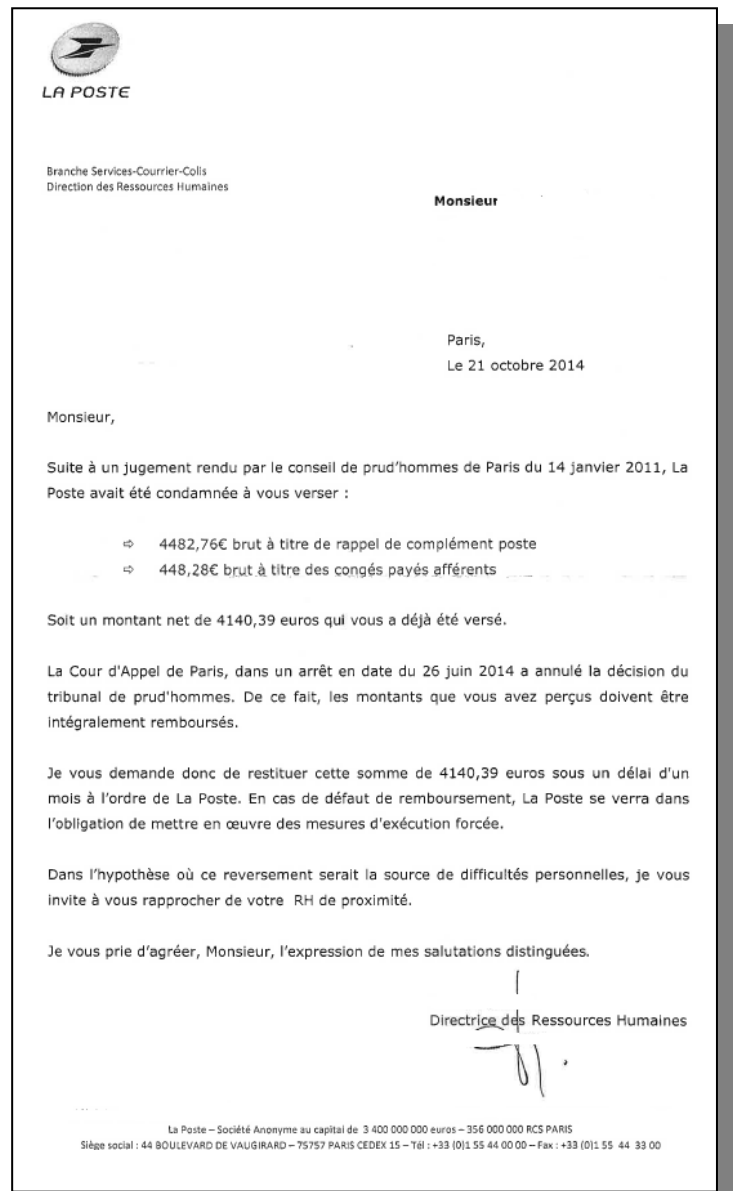 LA POSTE
Branche Services-Courrier-Colis
Direction des Ressources Humaines
Monsieur
Paris,
Le 21 octobre 2014
Monsieur,
Suite à un jugement rendu par le conseil de prud'hommes de Paris du 14 janvier 2011, La
Poste avait été condamnée à vous verser :
⇨ 4482,76€ brut à titre de rappel de complément poste
⇨ 448,28€ brut à titre des congés payés afférents
Soit un montant net de 4140,39 euros qui vous a déjà été versé.
La Cour d'Appel de Paris, dans un arrêt en date du 26 juin 2014 a annulé la décision du
tribunal de prud'hommes. De ce fait, les montants que vous avez perçus doivent être
intégralement remboursés.
Je vous demande donc de restituer cette somme de 4140,39 euros sous un délai d'un
mois à l'ordre de La Poste. En cas de défaut de remboursement, La Poste se verra dans
l'obligation de mettre en œuvre des mesures d'exécution forcée.
Dans l'hypothèse où ce reversement serait la source de difficultés personnelles, je vous
invite à vous rapprocher de votre RH de proximité.
Je vous prie d'agréer, Monsieur, l'expression de mes salutations distinguées.
Directrice des Ressources Humaines
La Poste – Société Anonyme au capital de 3 400 000 000 euros – 356 000 000 RCS PARIS
Siège social : 44 BOULEVARD DE VAUGIRARD – 75757 PARIS CEDEX 15 – Tél : +33 (0)1 55 44 00 00 – Fax : +33 (0)1 55 44 33 00